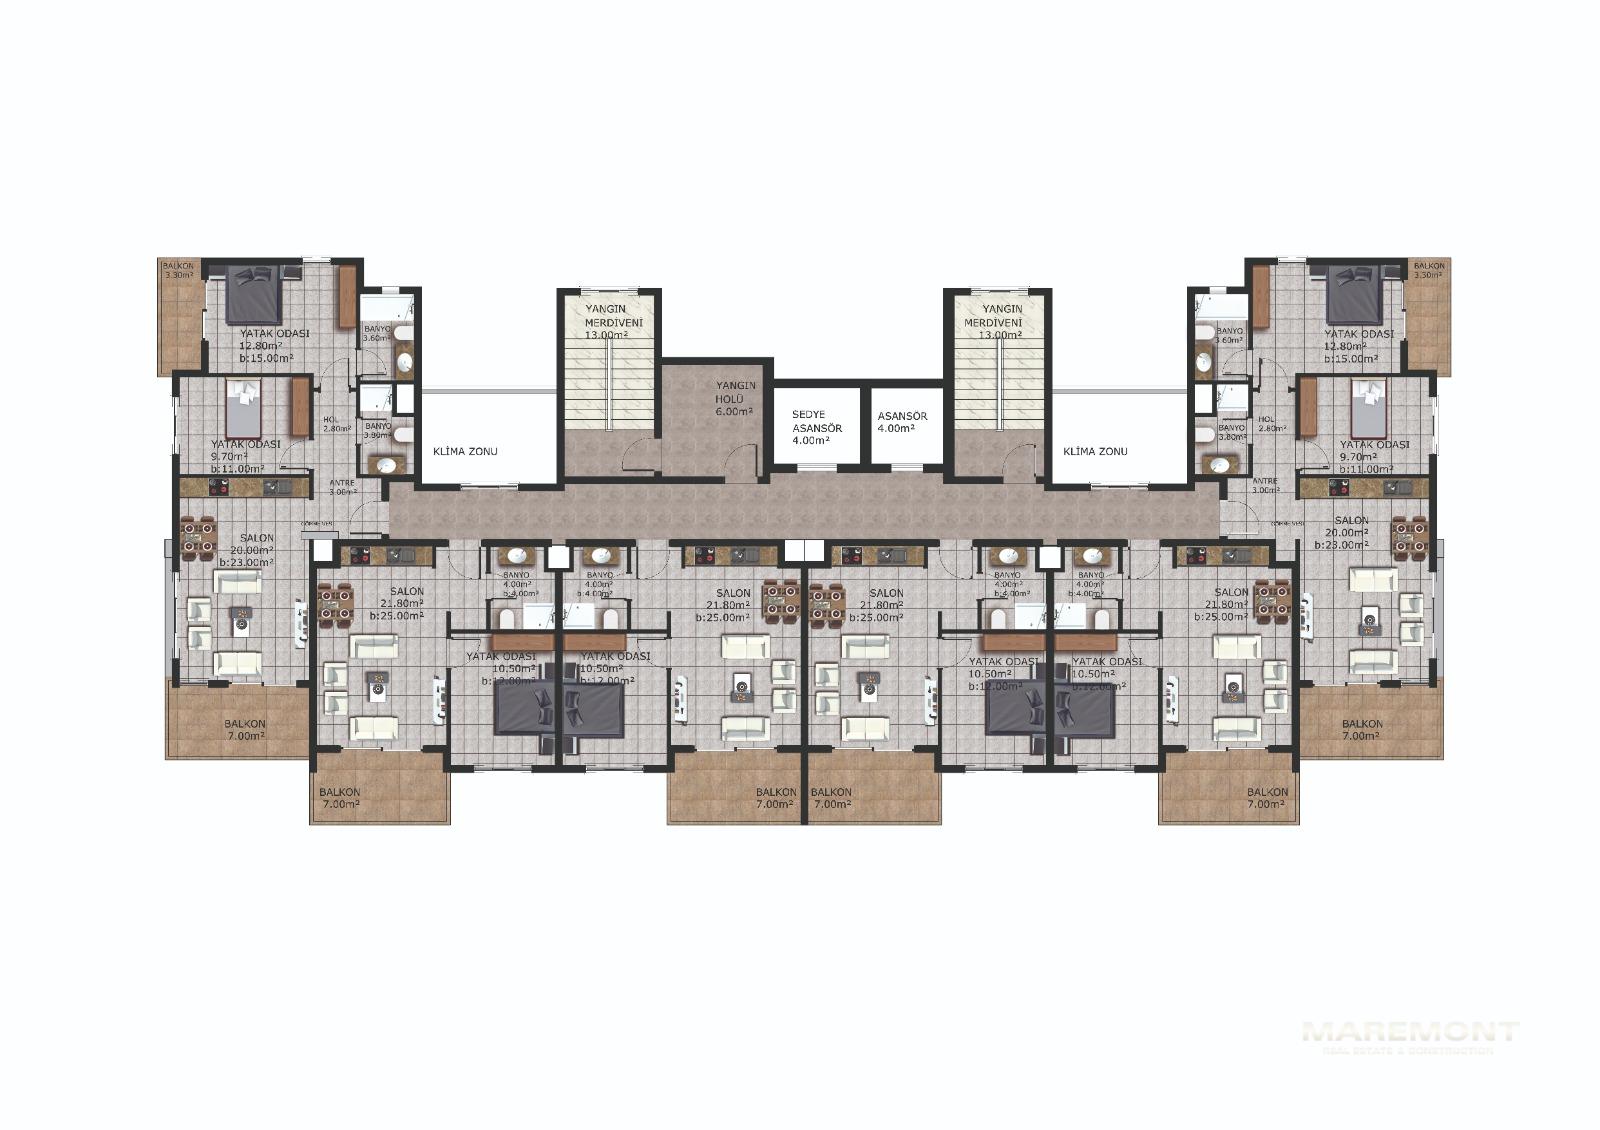 BALKON
3.30m²
YATAK ODASI
12.80m²
b:15.00m²
BANYO
3.60m²
YATAK ODASI
9.70m²
b:11.00m²
HOL
2.80m²
BANYO
3.80m²
ANTRE
3.00m²
SALON
20.00m²
b:23.00m²
BALKON
7.00m²
KLİMA ZONU
YANGIN
MERDİVENİ
13.00m²
YANGIN
HOLÜ
6.00m²
SEDYE
ASANSÖR
4.00m²
ASANSÖR
4.00m²
YANGIN
MERDİVENİ
13.00m²
KLİMA ZONU
BALKON
3.30m²
YATAK ODASI
12.80m²
b:15.00m²
BANYO
3.60m²
YATAK ODASI
9.70m²
b:11.00m²
HOL
2.80m²
BANYO
3.80m²
ANTRE
3.00m²
SALON
20.00m²
b:23.00m²
BALKON
7.00m²
SALON
21.80m²
b:25.00m²
BANYO
4.00m²
b:4.00m²
YATAK ODASI
10.50m²
b:12.00m²
BALKON
7.00m²
BANYO
4.00m²
b:4.00m²
SALON
21.80m²
b:25.00m²
YATAK ODASI
10.50m²
b:12.00m²
BALKON
7.00m²
SALON
21.80m²
b:25.00m²
BANYO
4.00m²
b:4.00m²
YATAK ODASI
10.50m²
b:12.00m²
BALKON
7.00m²
BANYO
4.00m²
b:4.00m²
SALON
21.80m²
b:25.00m²
YATAK ODASI
10.50m²
b:12.00m²
BALKON
7.00m²
MAREMONT
REAL ESTATE & CONSTRUCTION